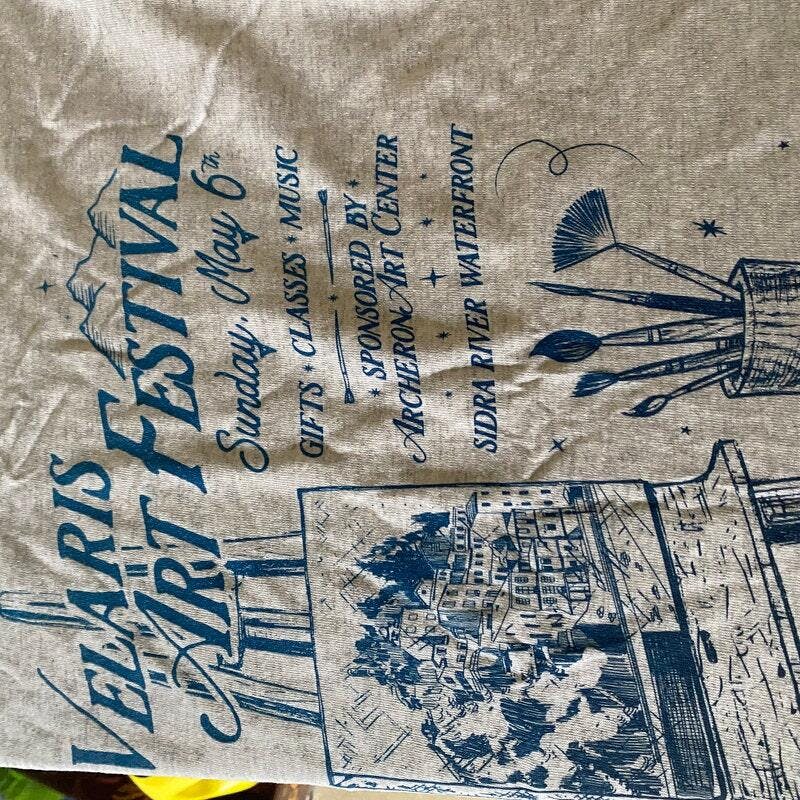 VELARIS
ART FESTIVAL
Sunday, May 6th
GIFTS * CLASSES * MUSIC
SPONSORED BY
ARCHERON ART CENTER
SIDRA RIVER WATERFRONT